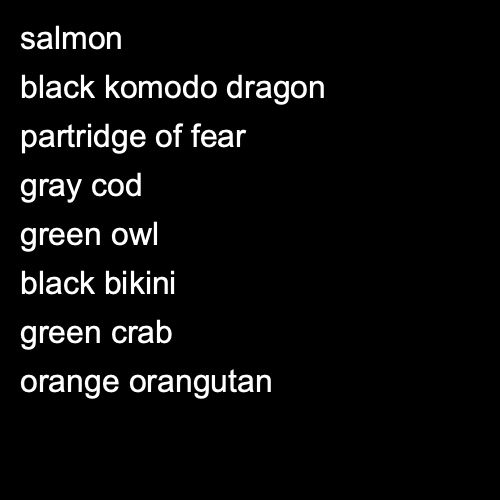 salmon
black komodo dragon
partridge of fear
gray cod
green owl
black bikini
green crab
orange orangutan